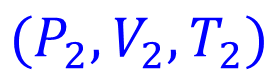 (P₂, V₂, T₂)